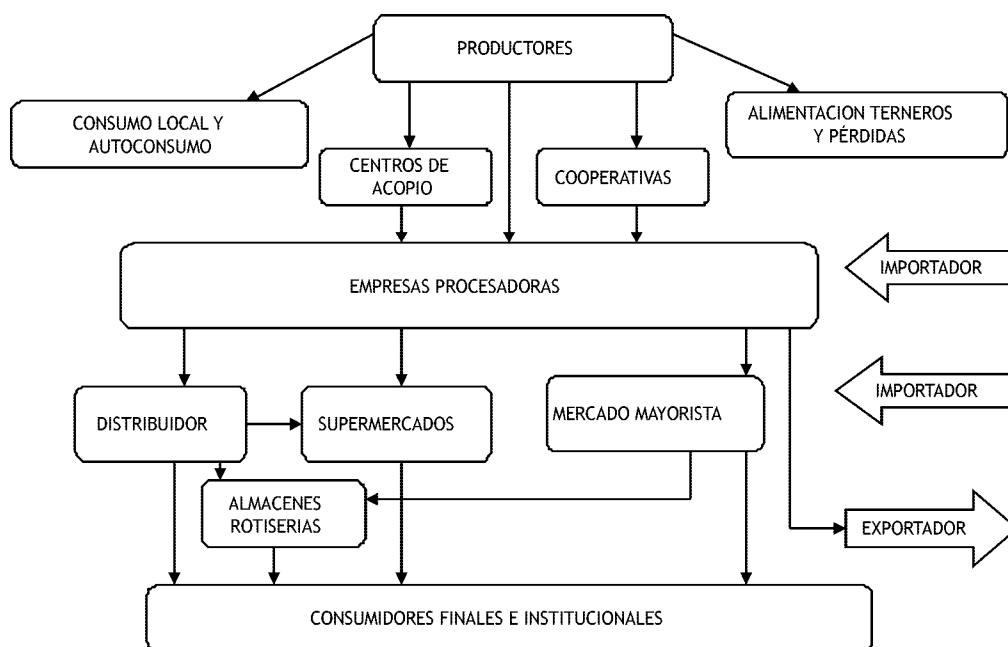 PRODUCTORES
CONSUMO LOCAL Y
AUTOCONSUMO
ALIMENTACION TERNEROS
Y PÉRDIDAS
CENTROS DE
ACOPIO
COOPERATIVAS
EMPRESAS PROCESADORAS
IMPORTADOR
IMPORTADOR
DISTRIBUIDOR
SUPERMERCADOS
MERCADO MAYORISTA
ALMACENES
ROTISERIAS
EXPORTADOR
CONSUMIDORES FINALES E INSTITUCIONALES